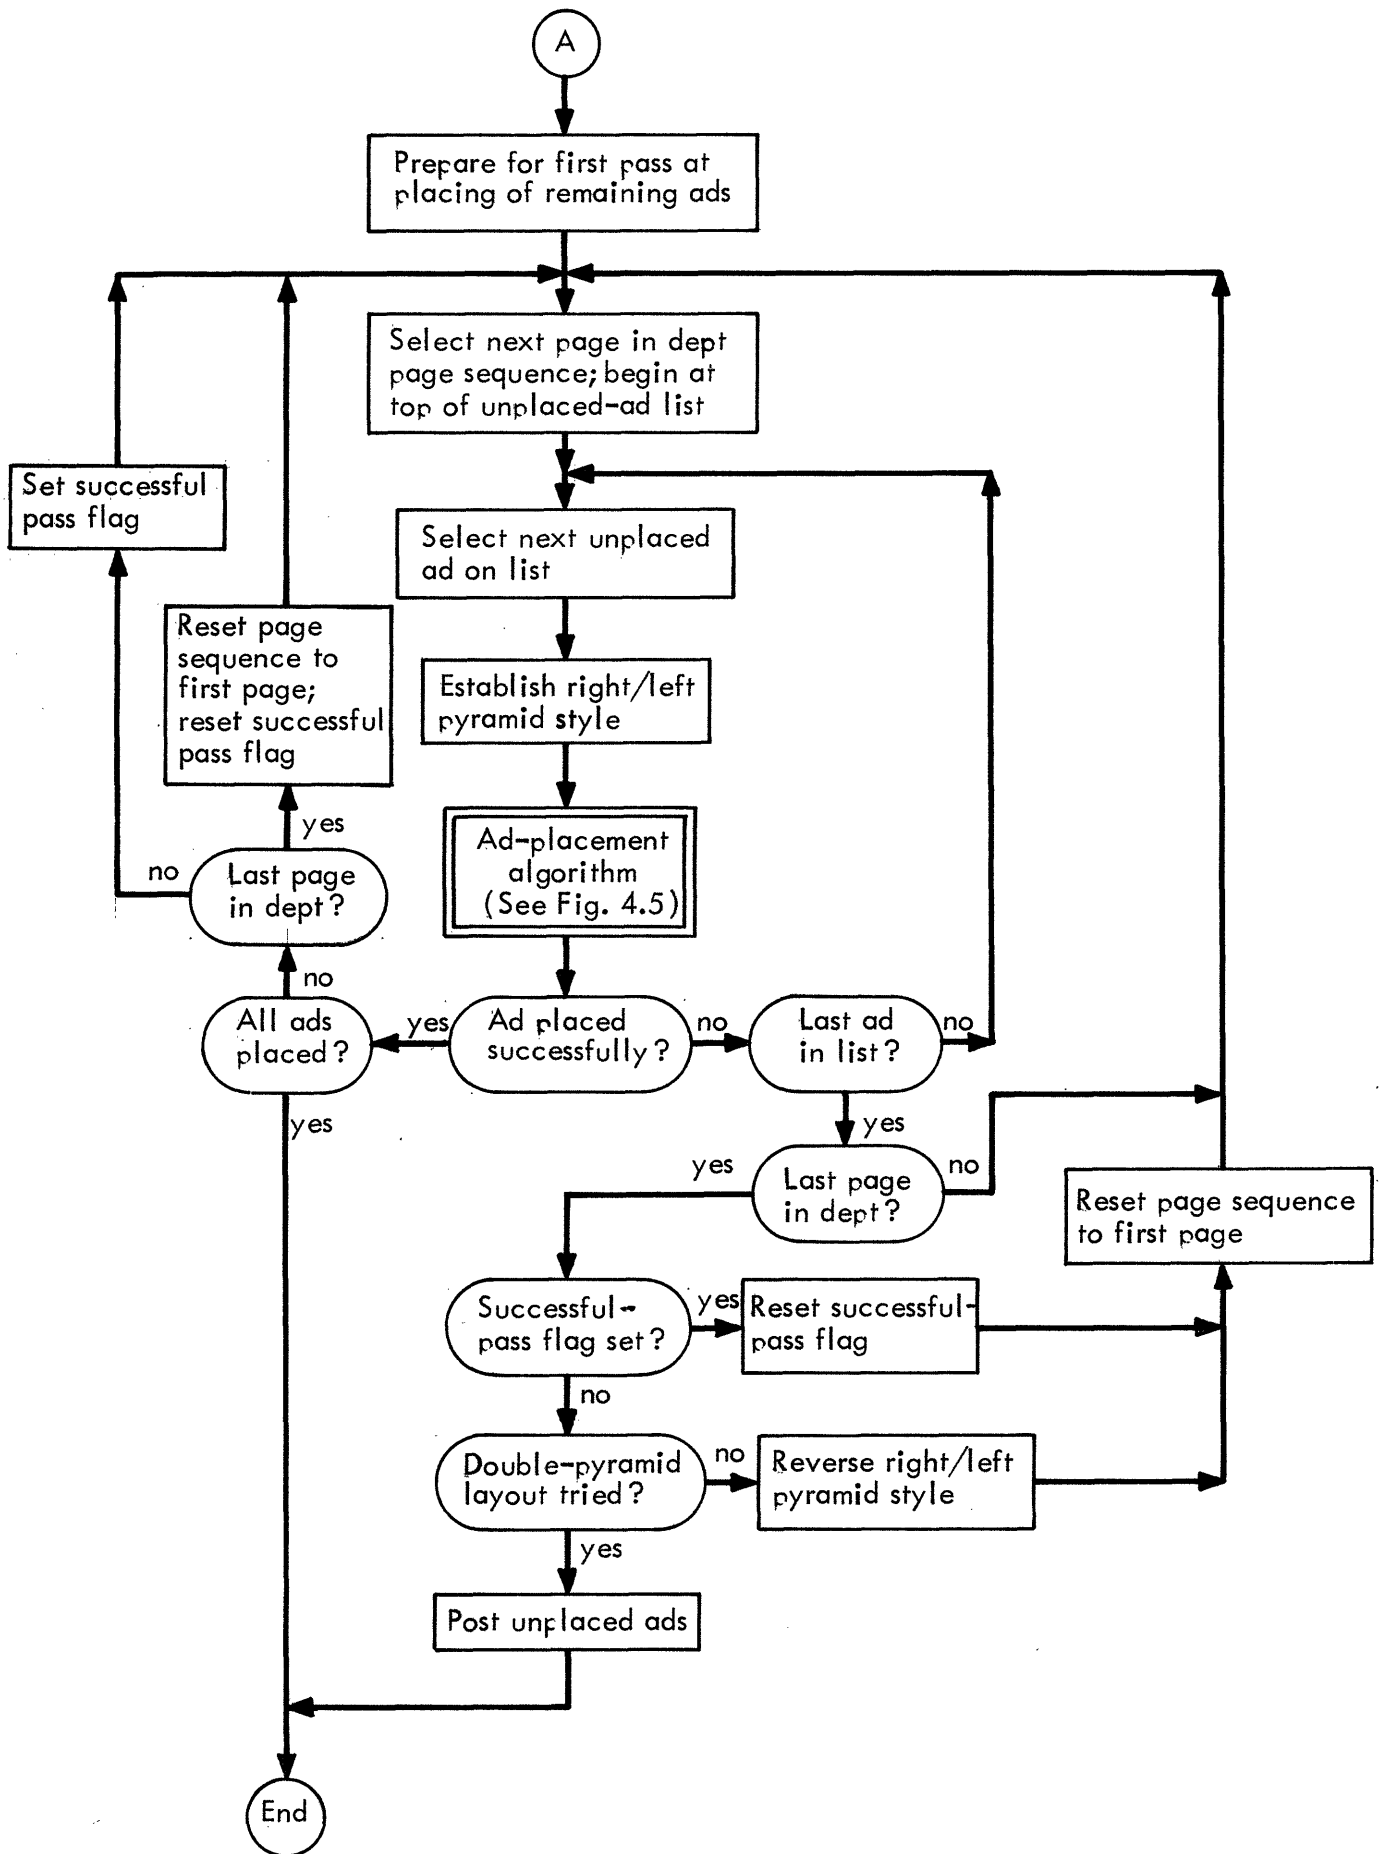 A
Prepare for first pass at
placing of remaining ads
Select next page in dept
page sequence; begin at
top of unplaced-ad list
Set successful
pass flag
Select next unplaced
ad on list
Reset page
sequence to
first page;
reset successful
pass flag
Establish right/left
pyramid style
yes
Ad-placement
algorithm
(See Fig. 4.5)
no
Last page
in dept?
no
All ads
placed?
yes
Ad placed
successfully?
no
Last ad
in list?
no
yes
yes
yes
Last page
in dept?
no
Reset page sequence
to first page
Successful-
pass flag set?
yes
Reset successful-
pass flag
no
Double-pyramid
layout tried?
no
Reverse right/left
pyramid style
yes
Post unplaced ads
End